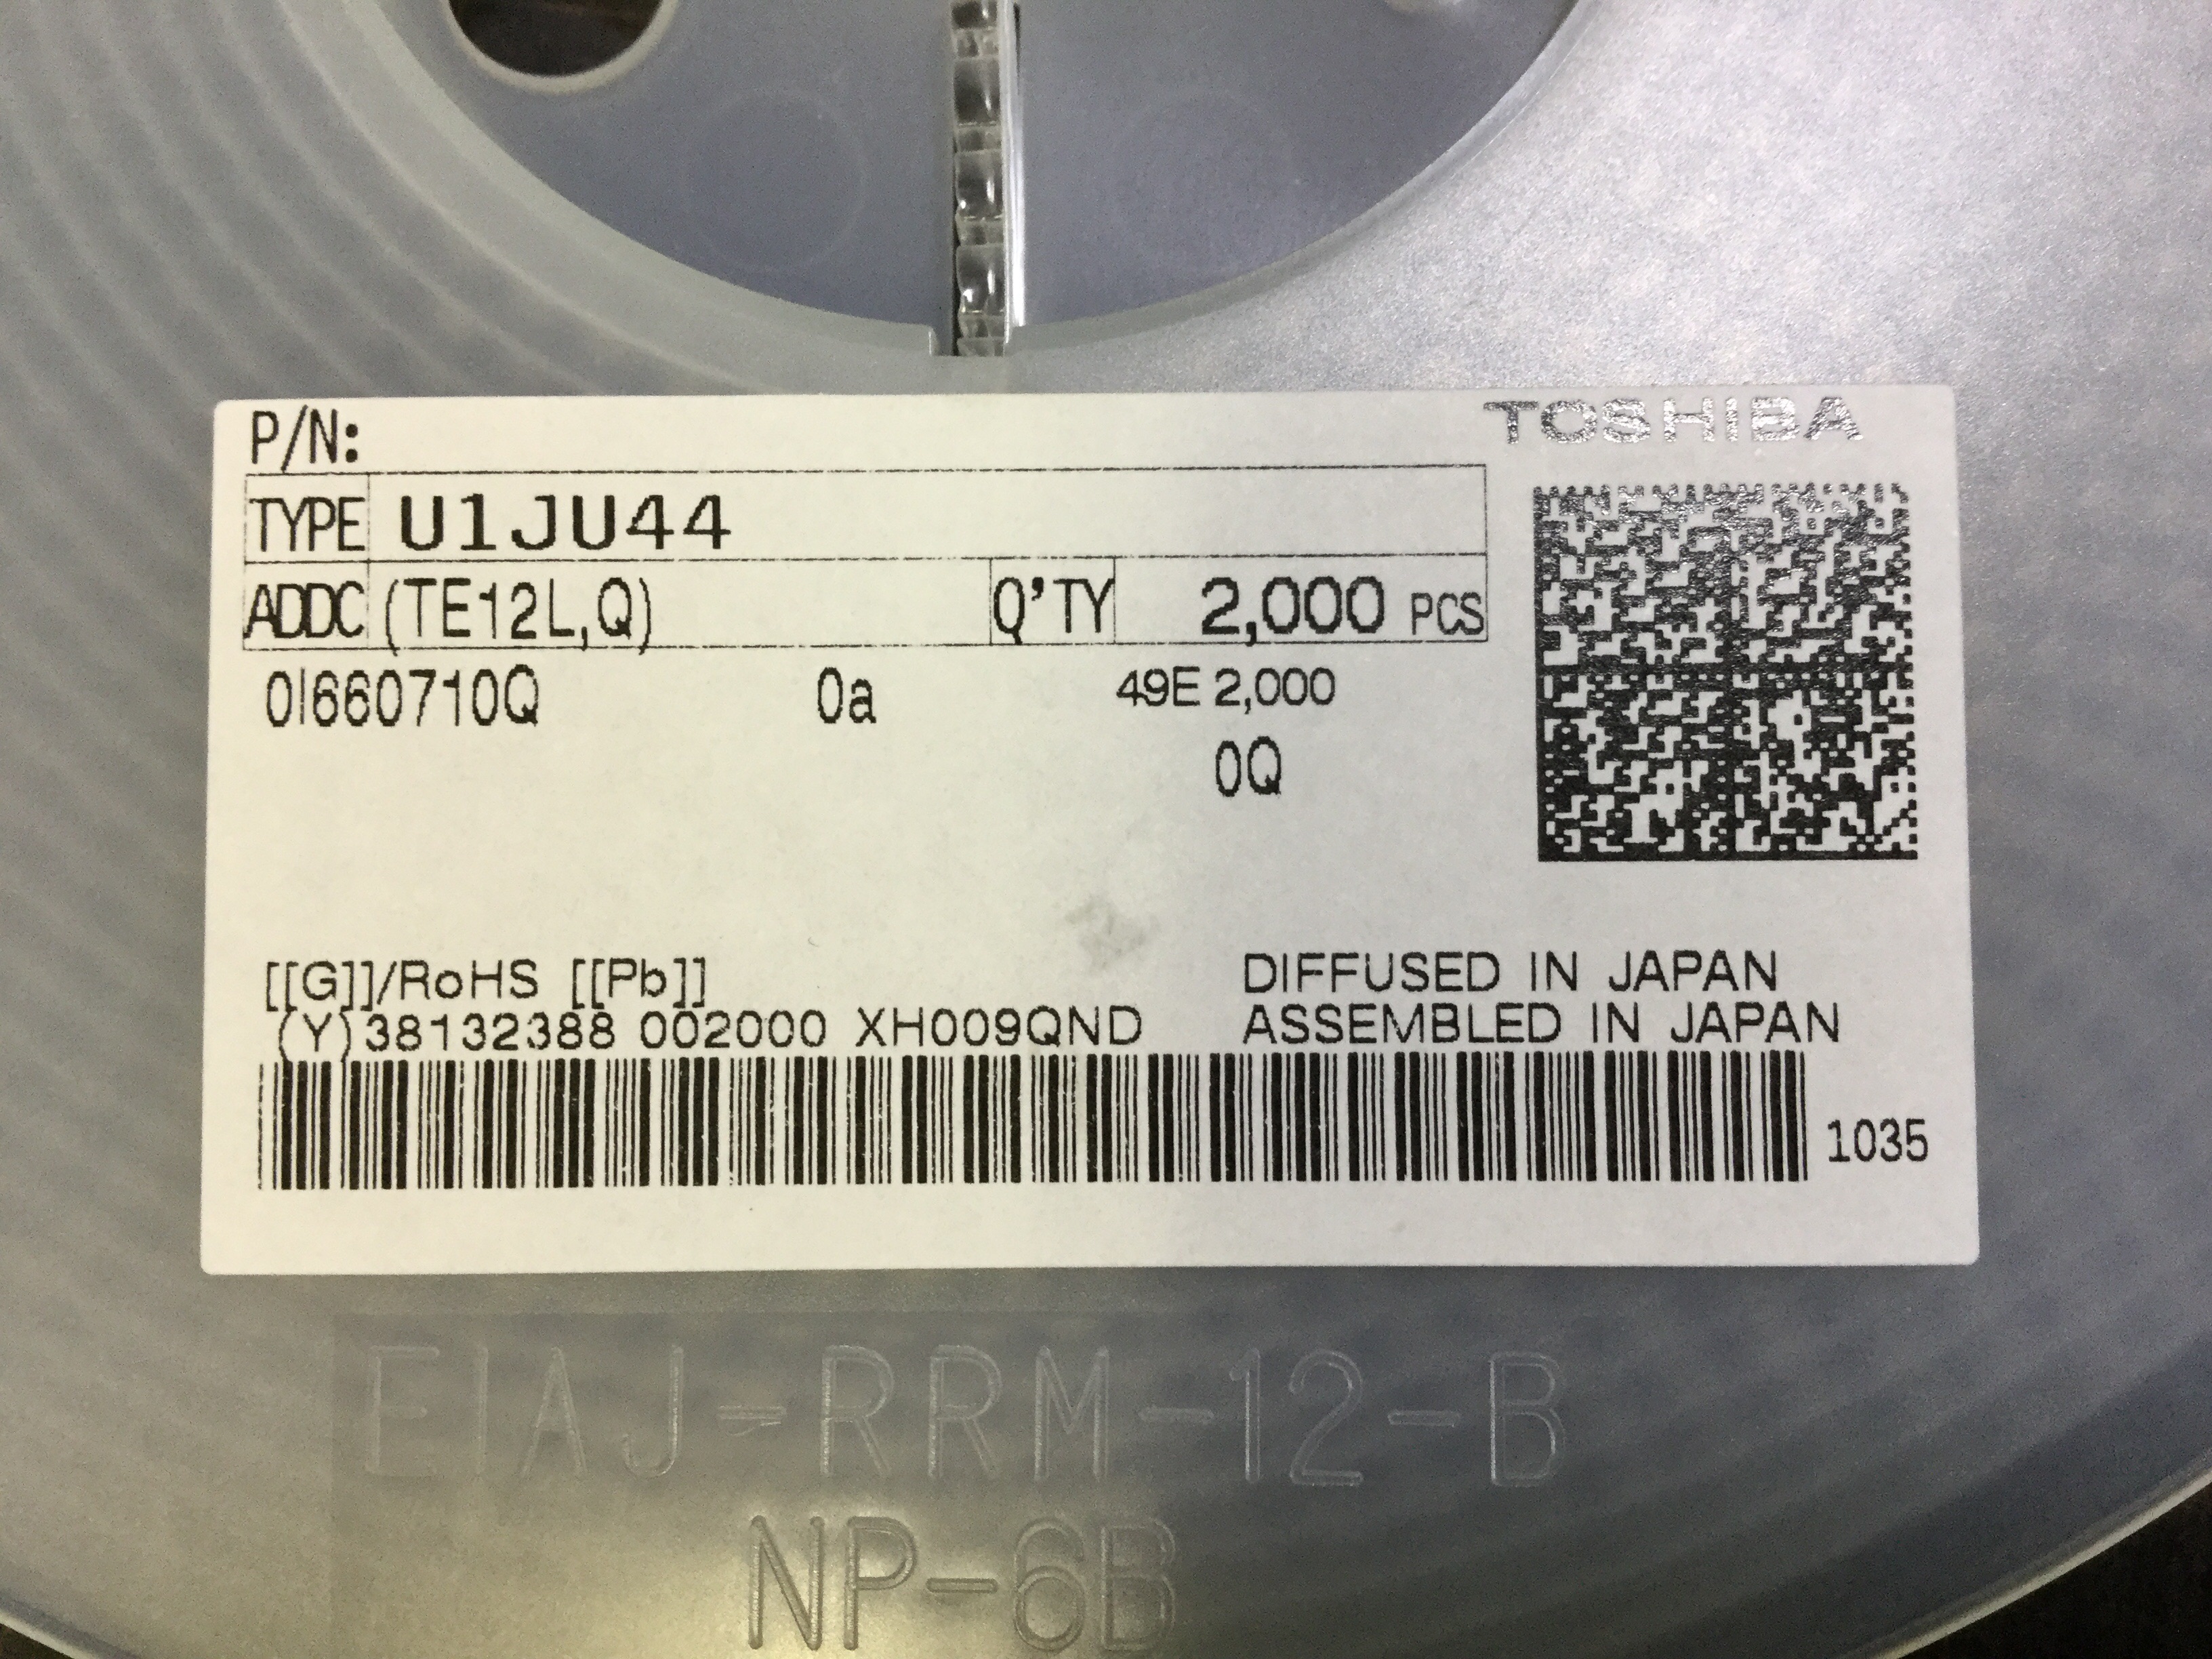 P/N:
TOSHIBA
TYPE U1JU44
ADDC (TE12L,Q) Q'TY 2,000 PCS
0I660710Q 0a 49E 2,000
0Q
[[G]]/RoHS [[Pb]] DIFFUSED IN JAPAN
(Y)38132388 002000 XH009QND ASSEMBLED IN JAPAN
1035
EIAJ-RRM-12-B
NP-6B